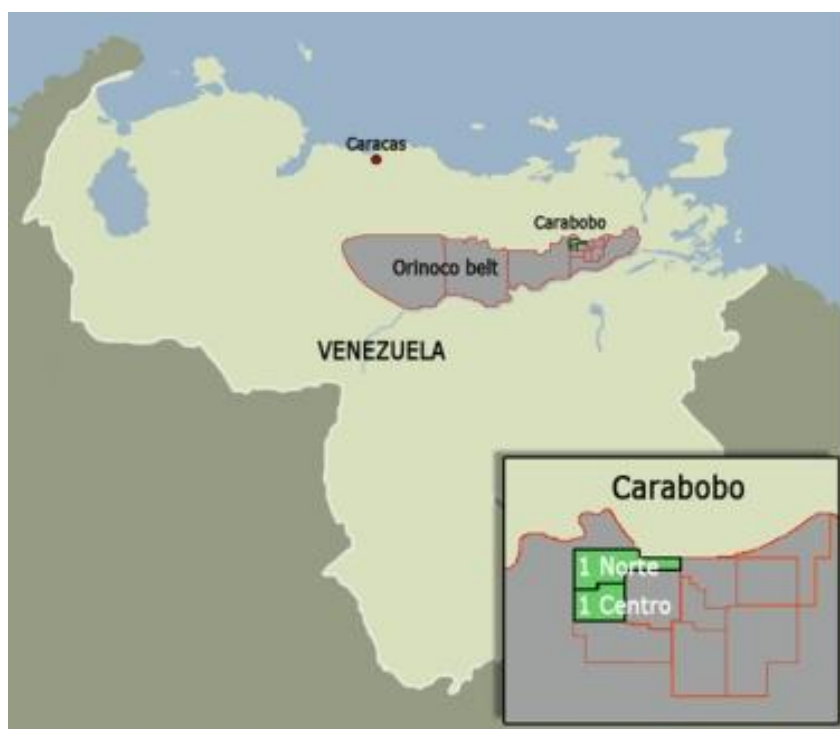 Caracas
Carabobo
Orinoco belt
VENEZUELA
Carabobo
1 Norte
1 Centro